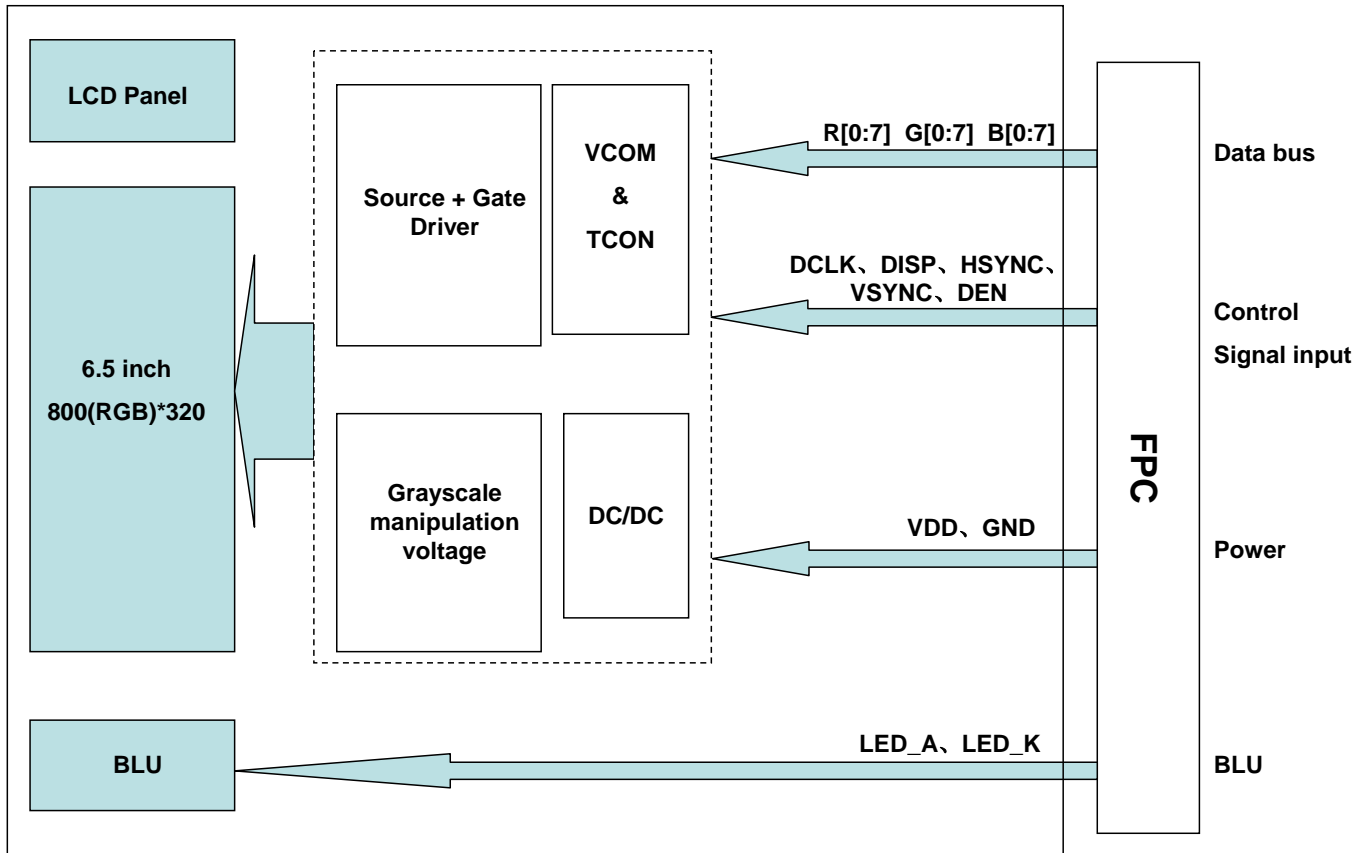 LCD Panel
6.5 inch
800(RGB)*320
BLU
Source + Gate
Driver
VCOM
&
TCON
Grayscale
manipulation
voltage
DC/DC
R[0:7] G[0:7] B[0:7]
DCLK、DISP、HSYNC、
VSYNC、DEN
VDD、GND
LED_A、LED_K
FPC
Data bus
Control
Signal input
Power
BLU